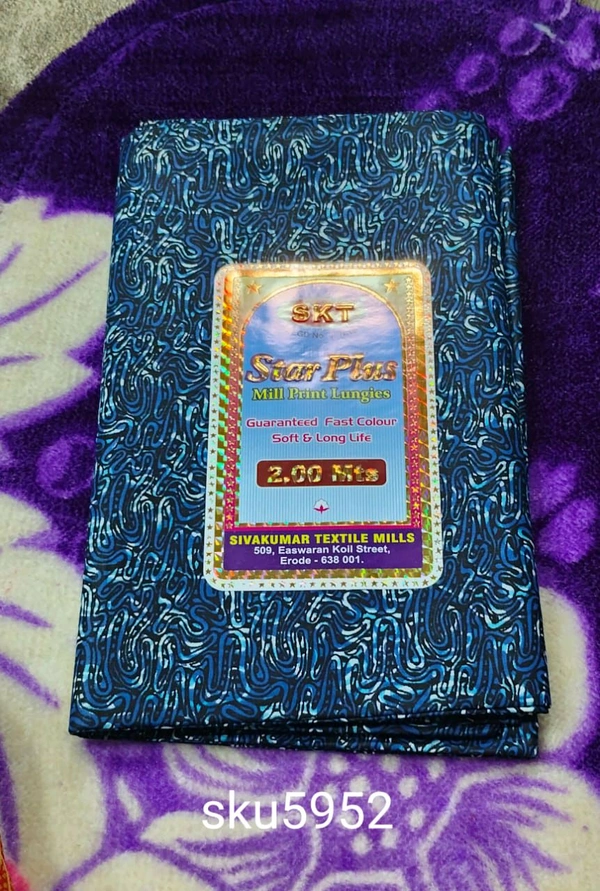 SKT
Star Plus
Mill Print Lungies
Guaranteed Fast Colour
Soft & Long Life
2.00 Mts
SIVAKUMAR TEXTILE MILLS
509, Easwaran Koil Street,
Erode - 638 001.
sku5952